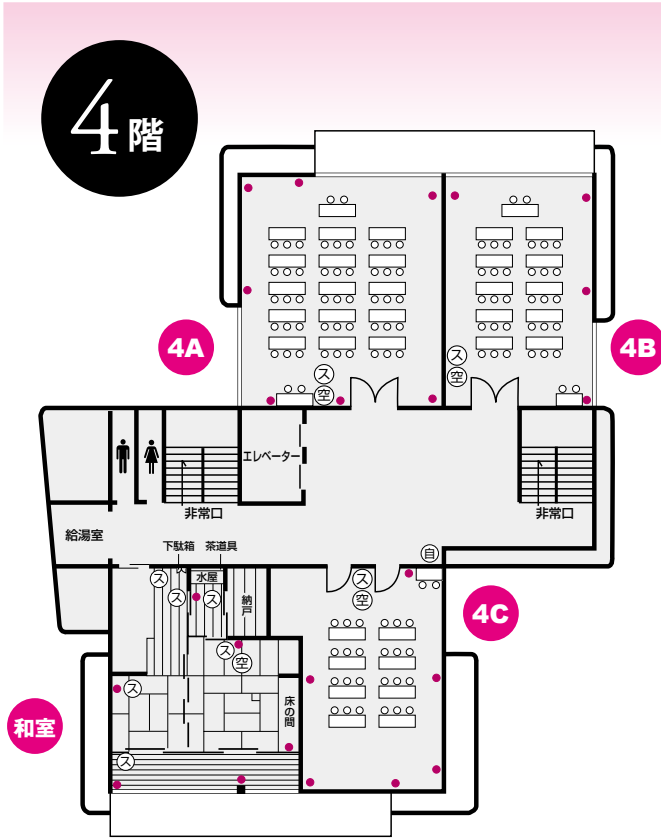 4階
4A
4B
ス
空
ス
空
エレベーター
非常口
非常口
給湯室
下駄箱
茶道具
自
ス
ス
水屋
ス
納戸
ス
空
4C
ス
空
ス
床の間
和室
ス